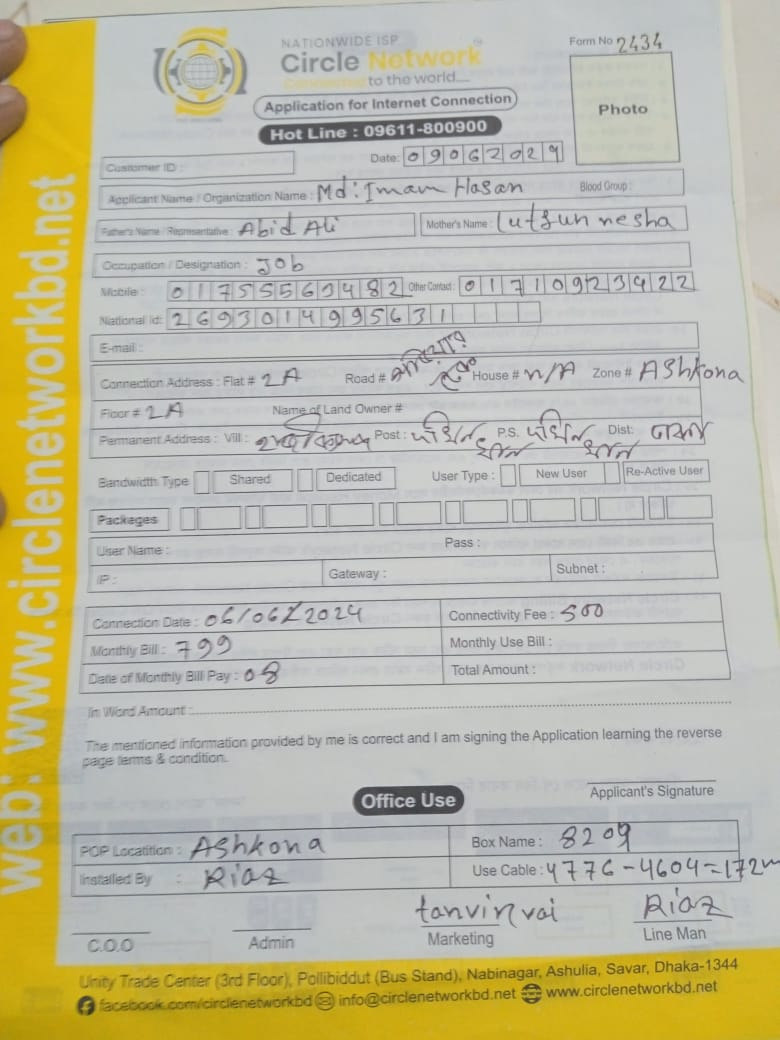 NATIONWIDE ISP
Form No 2434
Circle Network
Connected to the world....
Application for Internet Connection
Photo
Hot Line : 09611-800900
Customer ID :
Date: 09062024
Applicant Name / Organization Name : Md: Imam Hasan Blood Group :
Father's Name / Representative : Abid Ali Mother's Name : Lutfun nesha
Occupation / Designation : Job
Mobile : 01755563482 Other Contact : 01710923422
National Id: 2693014995631
E-mail :
Connection Address : Flat # 2A Road # House # n/A Zone # AShkona
Floor # 2A Name of Land Owner #
Permanent Address : Vill : Post : P.S. Dist:
Bandwidth Type Shared Dedicated User Type : New User Re-Active User
Packages
User Name : Pass :
IP : Gateway : Subnet :
Connection Date : 06/06/2024 Connectivity Fee : 500
Monthly Bill : 799 Monthly Use Bill :
Date of Monthly Bill Pay : 08 Total Amount :
In Word Amount :
The mentioned information provided by me is correct and I am signing the Application learning the reverse
page terms & condition.
Applicant's Signature
Office Use
POP Locatition : AShkona Box Name : 8209
Installed By : Riaz Use Cable : 4776-4604=172m
tanvir vai Riaz
C.O.O Admin Marketing Line Man
Unity Trade Center (3rd Floor), Pollibiddut (Bus Stand), Nabinagar, Ashulia, Savar, Dhaka-1344
facebook.com/circlenetworkbd info@circlenetworkbd.net www.circlenetworkbd.net
web: www.circlenetworkbd.net